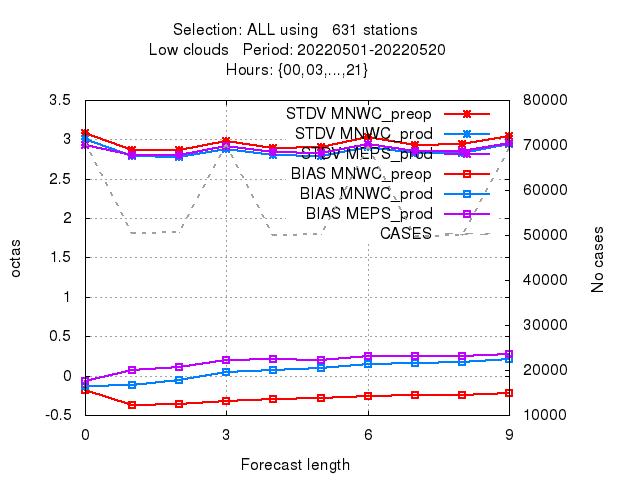 Selection: ALL using   631 stations
Low clouds   Period: 20220501-20220520
Hours: {00,03,...,21}
3.5
3
2.5
2
1.5
1
0.5
0
-0.5
octas
80000
70000
60000
50000
40000
30000
20000
10000
No cases
STDV MNWC_preop
STDV MNWC_prod
STDV MEPS_prod
BIAS MNWC_preop
BIAS MNWC_prod
BIAS MEPS_prod
CASES
0 3 6 9
Forecast length